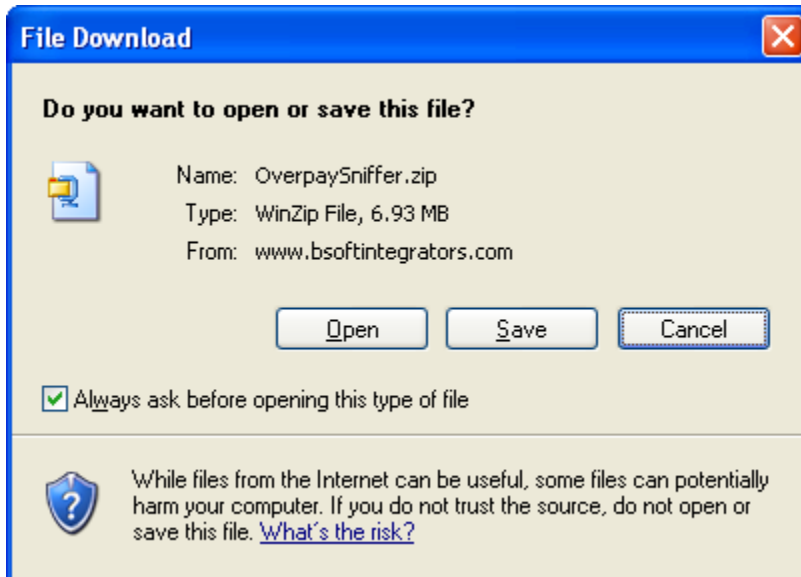 File Download
Do you want to open or save this file?
Name: OverpaySniffer.zip
Type: WinZip File, 6.93 MB
From: www.bsoftintegrators.com
Open Save Cancel
Always ask before opening this type of file
While files from the Internet can be useful, some files can potentially
harm your computer. If you do not trust the source, do not open or
save this file. What's the risk?